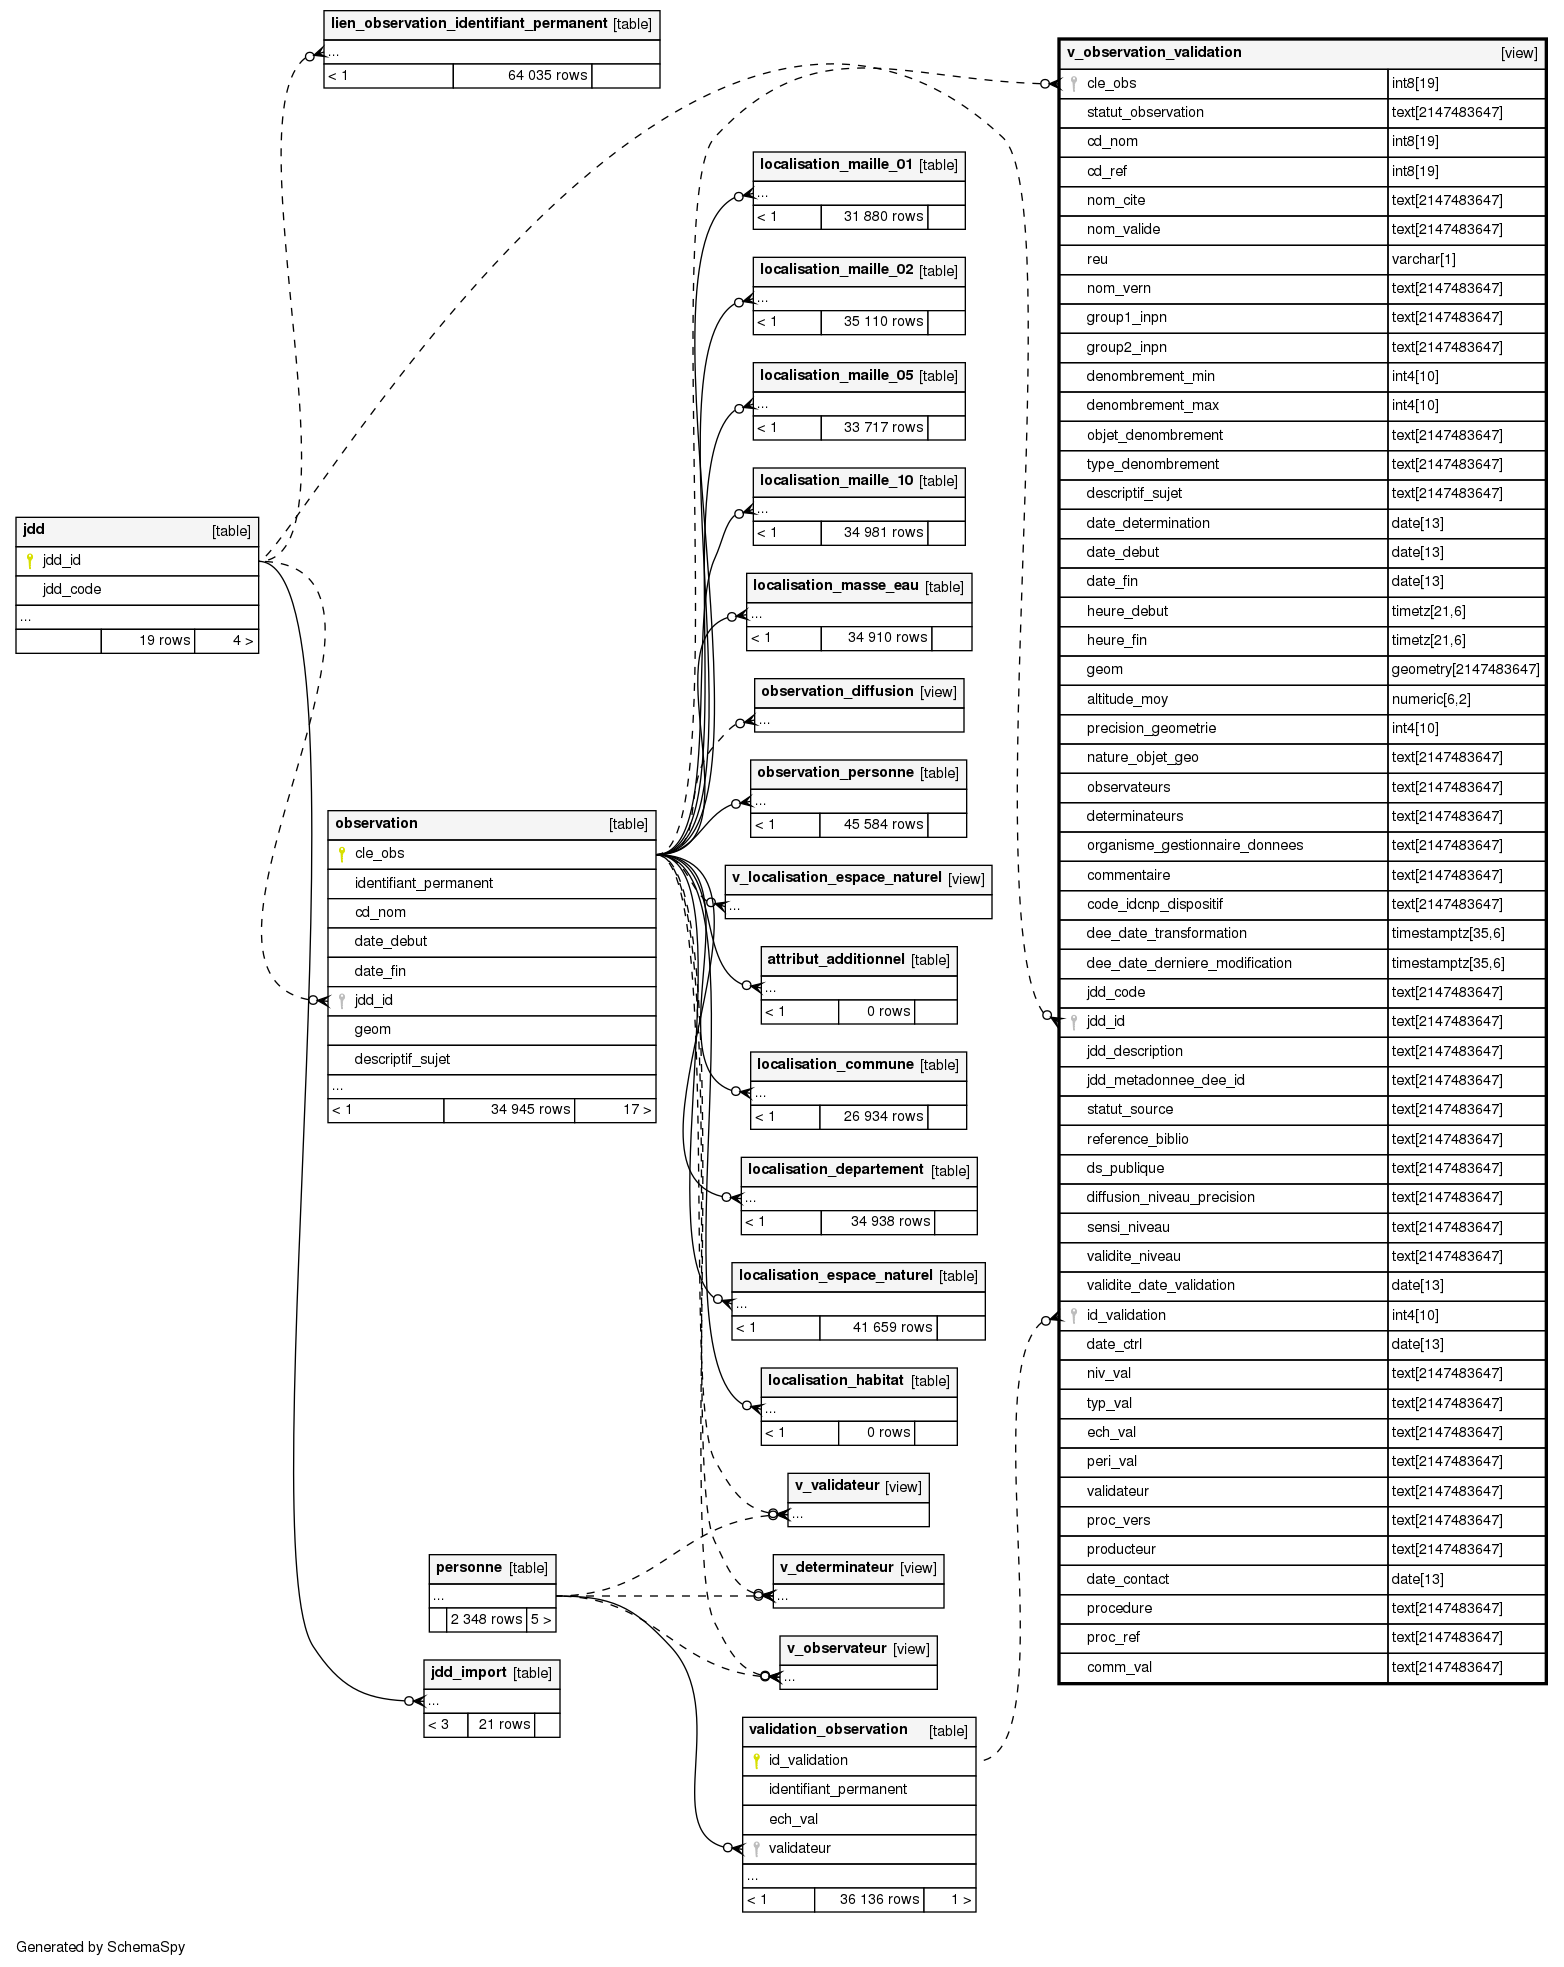 lien_observation_identifiant_permanent [table]
...
< 1 64 035 rows
v_observation_validation [view]
cle_obs int8[19]
statut_observation text[2147483647]
cd_nom int8[19]
cd_ref int8[19]
nom_cite text[2147483647]
nom_valide text[2147483647]
reu varchar[1]
nom_vern text[2147483647]
group1_inpn text[2147483647]
group2_inpn text[2147483647]
denombrement_min int4[10]
denombrement_max int4[10]
objet_denombrement text[2147483647]
type_denombrement text[2147483647]
descriptif_sujet text[2147483647]
date_determination date[13]
date_debut date[13]
date_fin date[13]
heure_debut timetz[21,6]
heure_fin timetz[21,6]
geom geometry[2147483647]
altitude_moy numeric[6,2]
precision_geometrie int4[10]
nature_objet_geo text[2147483647]
observateurs text[2147483647]
determinateurs text[2147483647]
organisme_gestionnaire_donnees text[2147483647]
commentaire text[2147483647]
code_idcnp_dispositif text[2147483647]
dee_date_transformation timestamptz[35,6]
dee_date_derniere_modification timestamptz[35,6]
jdd_code text[2147483647]
jdd_id text[2147483647]
jdd_description text[2147483647]
jdd_metadonnee_dee_id text[2147483647]
statut_source text[2147483647]
reference_biblio text[2147483647]
ds_publique text[2147483647]
diffusion_niveau_precision text[2147483647]
sensi_niveau text[2147483647]
validite_niveau text[2147483647]
validite_date_validation date[13]
id_validation int4[10]
date_ctrl date[13]
niv_val text[2147483647]
typ_val text[2147483647]
ech_val text[2147483647]
peri_val text[2147483647]
validateur text[2147483647]
proc_vers text[2147483647]
producteur text[2147483647]
date_contact date[13]
procedure text[2147483647]
proc_ref text[2147483647]
comm_val text[2147483647]
localisation_maille_01 [table]
...
< 1 31 880 rows
localisation_maille_02 [table]
...
< 1 35 110 rows
localisation_maille_05 [table]
...
< 1 33 717 rows
localisation_maille_10 [table]
...
< 1 34 981 rows
localisation_masse_eau [table]
...
< 1 34 910 rows
observation_diffusion [view]
...
observation_personne [table]
...
< 1 45 584 rows
v_localisation_espace_naturel [view]
...
attribut_additionnel [table]
...
< 1 0 rows
localisation_commune [table]
...
< 1 26 934 rows
localisation_departement [table]
...
< 1 34 938 rows
localisation_espace_naturel [table]
...
< 1 41 659 rows
localisation_habitat [table]
...
< 1 0 rows
v_validateur [view]
...
v_determinateur [view]
...
v_observateur [view]
...
validation_observation [table]
id_validation
identifiant_permanent
ech_val
validateur
...
< 1 36 136 rows 1 >
jdd [table]
jdd_id
jdd_code
...
19 rows 4 >
observation [table]
cle_obs
identifiant_permanent
cd_nom
date_debut
date_fin
jdd_id
geom
descriptif_sujet
...
< 1 34 945 rows 17 >
personne [table]
...
2 348 rows 5 >
jdd_import [table]
...
< 3 21 rows
Generated by SchemaSpy